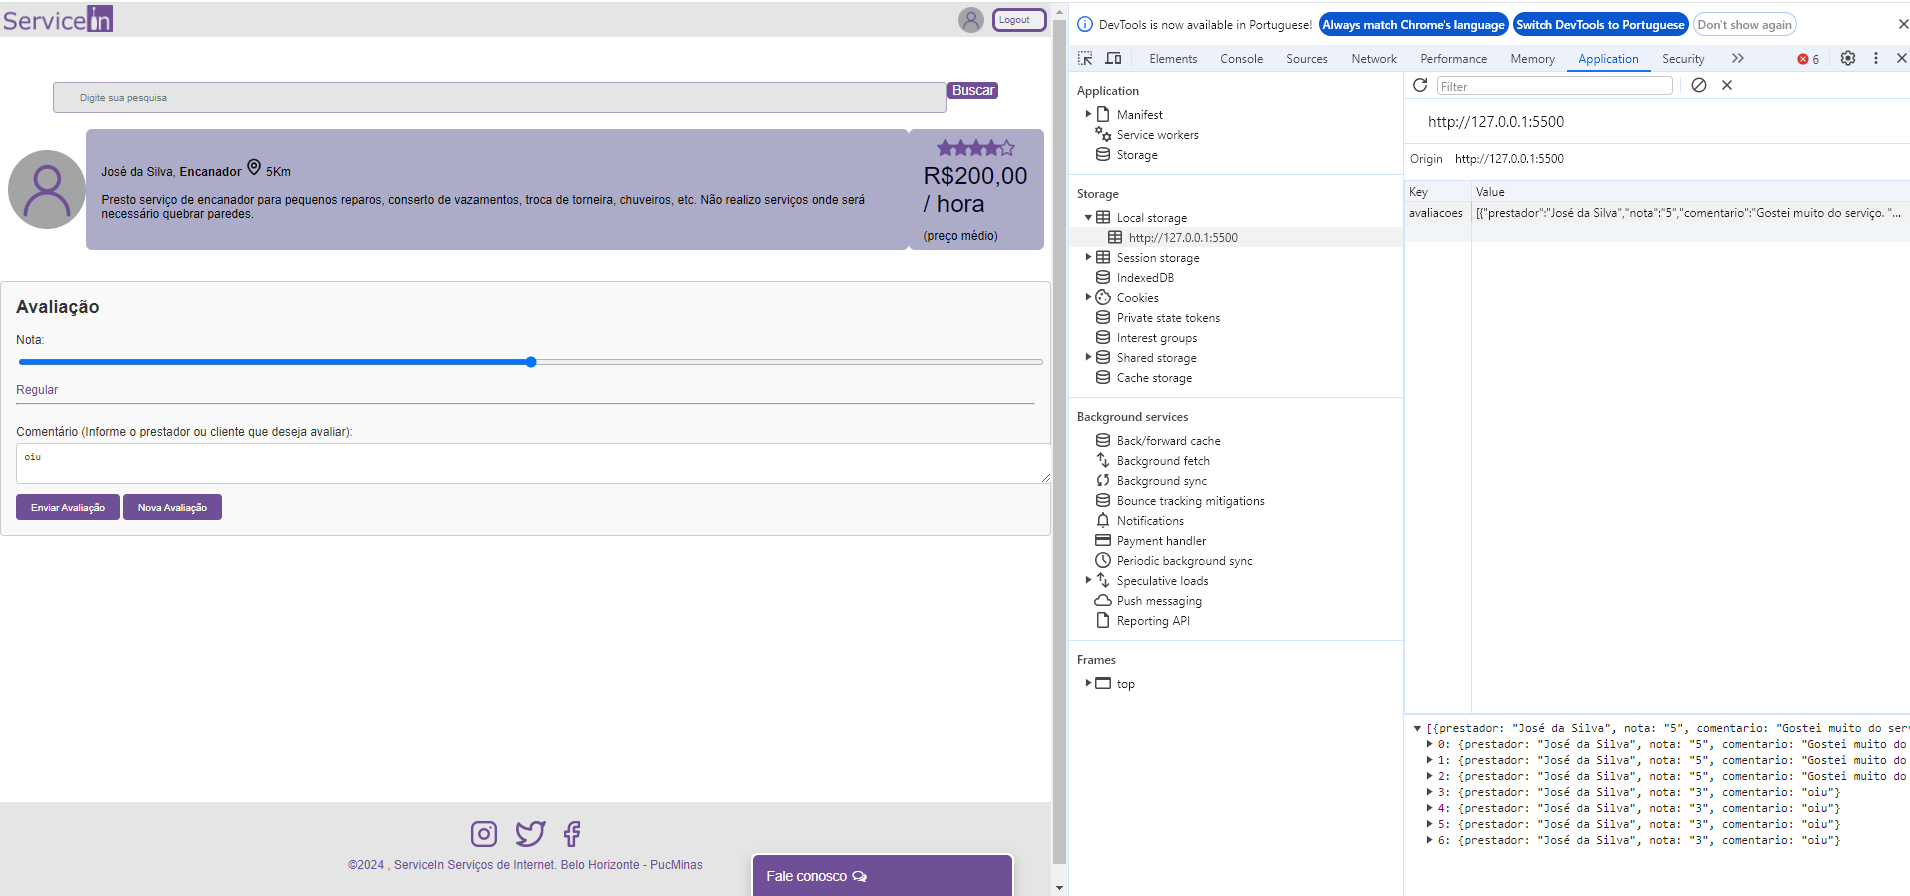 ServiceIn
Logout
Digite sua pesquisa
Buscar
José da Silva, Encanador 5Km
Presto serviço de encanador para pequenos reparos, conserto de vazamentos, troca de torneira, chuveiros, etc. Não realizo serviços onde será
necessário quebrar paredes.
R$200,00
/ hora
(preço médio)
Avaliação
Nota:
Regular
Comentário (Informe o prestador ou cliente que deseja avaliar):
oiu
Enviar Avaliação Nova Avaliação
©2024 , ServiceIn Serviços de Internet. Belo Horizonte - PucMinas
Fale conosco
DevTools is now available in Portuguese! Always match Chrome's language Switch DevTools to Portuguese Don't show again
Elements Console Sources Network Performance Memory Application Security 6
Application
Manifest
Service workers
Storage
Storage
Local storage
http://127.0.0.1:5500
Session storage
IndexedDB
Cookies
Private state tokens
Interest groups
Shared storage
Cache storage
Background services
Back/forward cache
Background fetch
Background sync
Bounce tracking mitigations
Notifications
Payment handler
Periodic background sync
Speculative loads
Push messaging
Reporting API
Frames
top
Filter
http://127.0.0.1:5500
Origin http://127.0.0.1:5500
Key Value
avaliacoes [{"prestador":"José da Silva","nota":"5","comentario":"Gostei muito do serviço. "...
[{prestador: "José da Silva", nota: "5", comentario: "Gostei muito do ser
0: {prestador: "José da Silva", nota: "5", comentario: "Gostei muito do
1: {prestador: "José da Silva", nota: "5", comentario: "Gostei muito do
2: {prestador: "José da Silva", nota: "5", comentario: "Gostei muito do
3: {prestador: "José da Silva", nota: "3", comentario: "oiu"}
4: {prestador: "José da Silva", nota: "3", comentario: "oiu"}
5: {prestador: "José da Silva", nota: "3", comentario: "oiu"}
6: {prestador: "José da Silva", nota: "3", comentario: "oiu"}